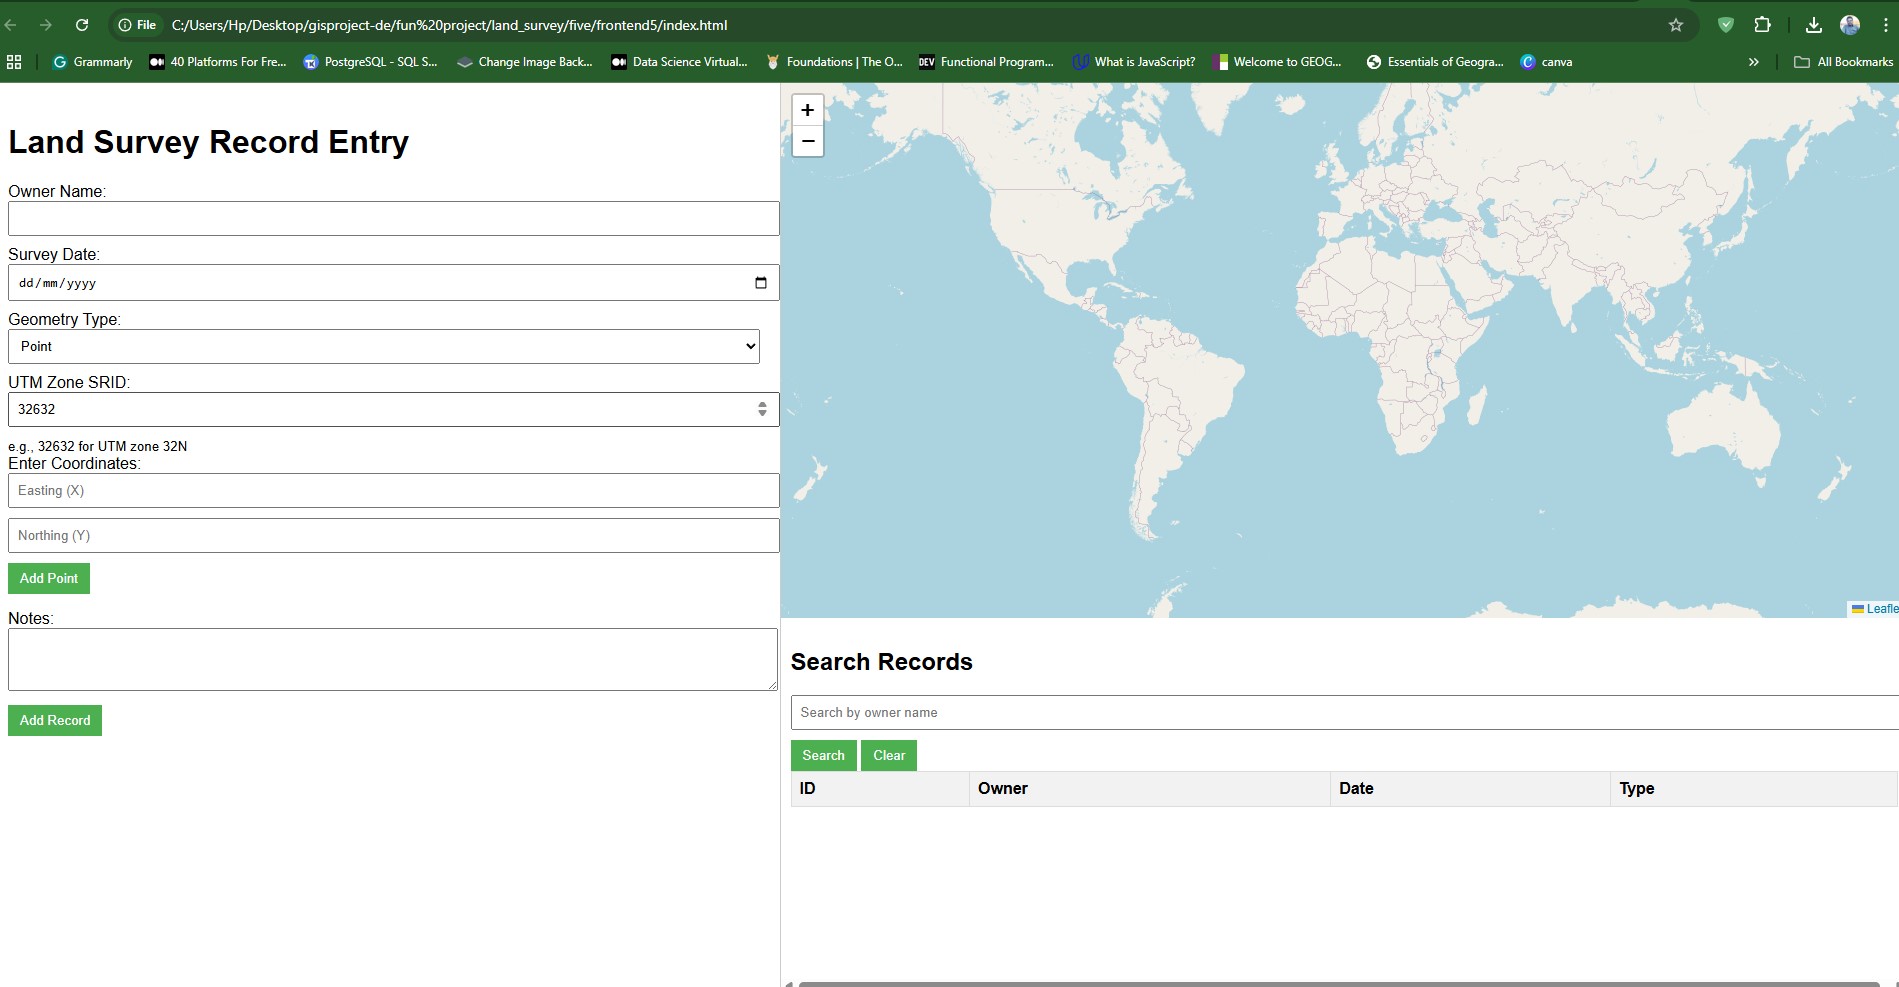 File C:/Users/Hp/Desktop/gisproject-de/fun%20project/land_survey/five/frontend5/index.html
Grammarly 40 Platforms For Fre... PostgreSQL - SQL S... Change Image Back... Data Science Virtual... Foundations | The O... DEV Functional Program... What is JavaScript? Welcome to GEOG... Essentials of Geogra... canva » All Bookmarks
Land Survey Record Entry
Owner Name:
Survey Date:
dd/mm/yyyy
Geometry Type:
Point
UTM Zone SRID:
32632
e.g., 32632 for UTM zone 32N
Enter Coordinates:
Easting (X)
Northing (Y)
Add Point
Notes:
Add Record
+
−
Leafle
Search Records
Search by owner name
Search Clear
ID Owner Date Type